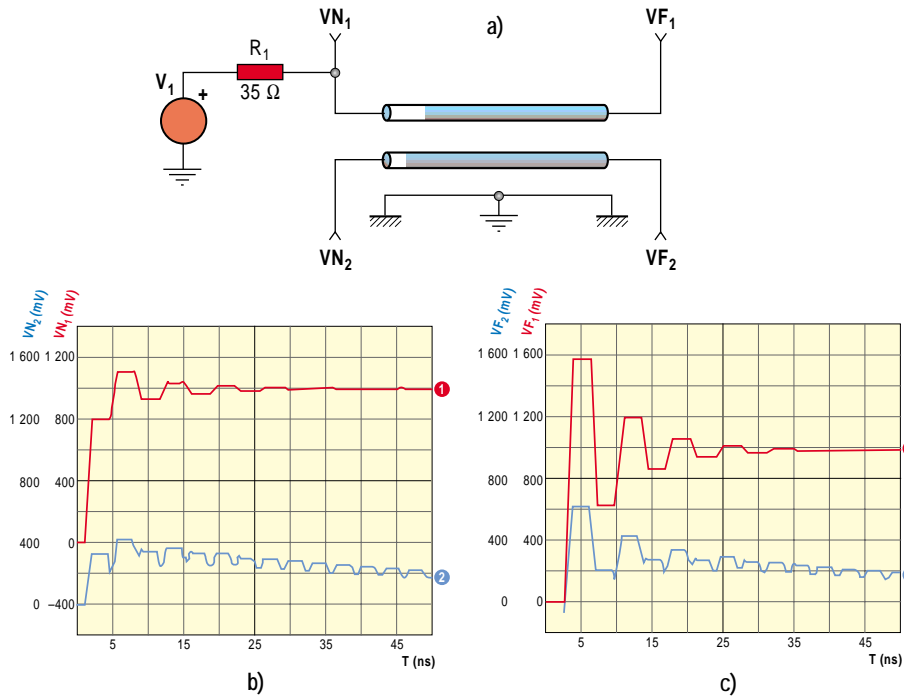 VN1
a)
VF1
R1
V1
+
35 Ω
VN2
VF2
VN2 (mV)
VN1 (mV)
1 600 1 200
1 200 800
800 400
400 0
0 –400
1
2
5 15 25 35 45
T (ns)
b)
VF2 (mV)
VF1 (mV)
1 600 1 600
1 200 1 200
800 800
400 400
0 0
5 15 25 35 45
T (ns)
c)